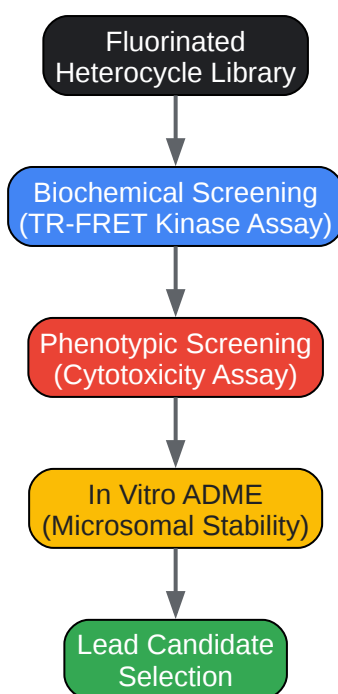 Fluorinated
Heterocycle Library
Biochemical Screening
(TR-FRET Kinase Assay)
Phenotypic Screening
(Cytotoxicity Assay)
In Vitro ADME
(Microsomal Stability)
Lead Candidate
Selection